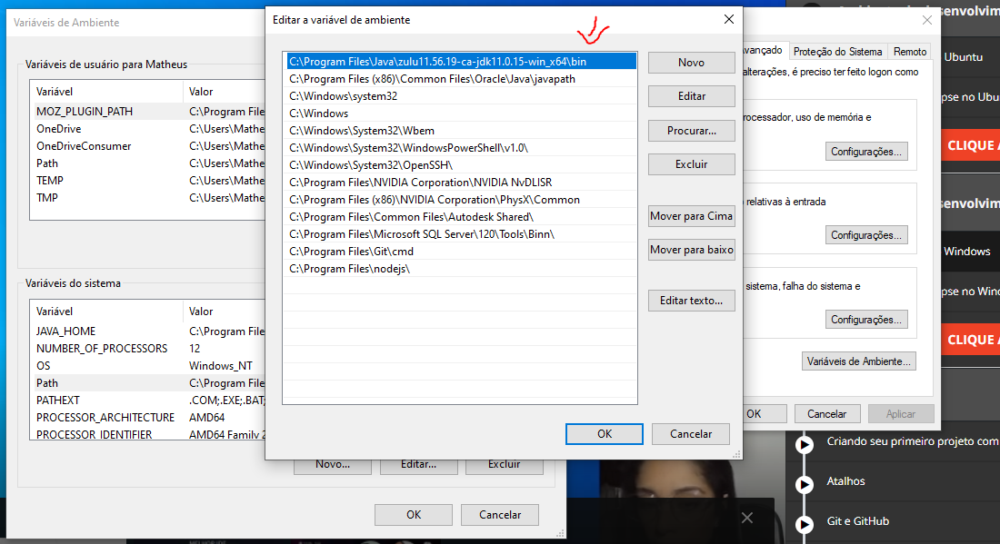 Variáveis de Ambiente
Variáveis de usuário para Matheus
Variável Valor
MOZ_PLUGIN_PATH C:\Program Files
OneDrive C:\Users\Mathe
OneDriveConsumer C:\Users\Mathe
Path C:\Users\Mathe
TEMP C:\Users\Mathe
TMP C:\Users\Mathe
Variáveis do sistema
Variável Valor
JAVA_HOME C:\Program Files
NUMBER_OF_PROCESSORS 12
OS Windows_NT
Path C:\Program Files
PATHEXT .COM;.EXE;.BAT;
PROCESSOR_ARCHITECTURE AMD64
PROCESSOR_IDENTIFIER AMD64 Family 2
Novo... Editar... Excluir
OK Cancelar
Editar a variável de ambiente
C:\Program Files\Java\zulu11.56.19-ca-jdk11.0.15-win_x64\bin
C:\Program Files (x86)\Common Files\Oracle\Java\javapath
C:\Windows\system32
C:\Windows
C:\Windows\System32\Wbem
C:\Windows\System32\WindowsPowerShell\v1.0\
C:\Windows\System32\OpenSSH\
C:\Program Files\NVIDIA Corporation\NVIDIA NvDLISR
C:\Program Files (x86)\NVIDIA Corporation\PhysX\Common
C:\Program Files\Common Files\Autodesk Shared\
C:\Program Files\Microsoft SQL Server\120\Tools\Binn\
C:\Program Files\Git\cmd
C:\Program Files\nodejs\
Novo
Editar
Procurar...
Excluir
Mover para Cima
Mover para baixo
Editar texto...
OK Cancelar
vançado Proteção do Sistema Remoto
alterações, é preciso ter feito logon como
rocessador, uso de memória e
Configurações...
relativas à entrada
Configurações...
sistema, falha do sistema e
Configurações...
Variáveis de Ambiente...
OK Cancelar Aplicar
senvolvim
Ubuntu
pse no Ubu
CLIQUE A
senvolvim
Windows
pse no Wind
CLIQUE A
Criando seu primeiro projeto com
Atalhos
Git e GitHub